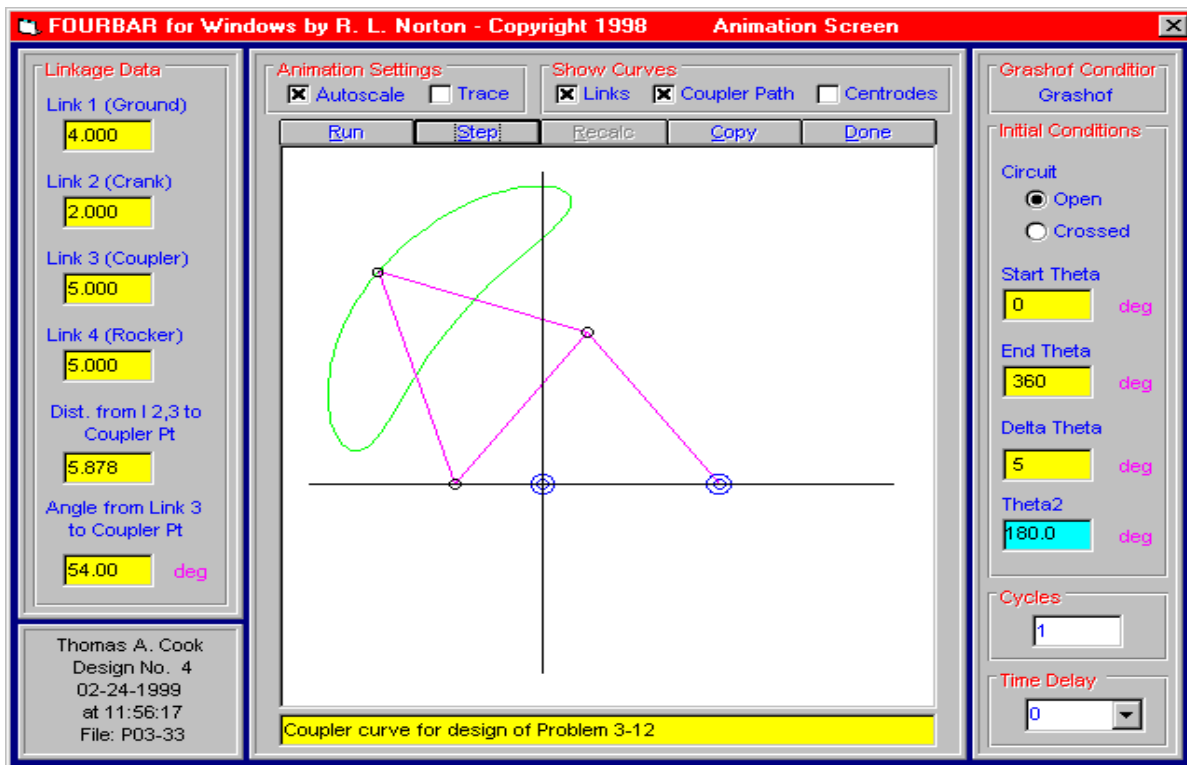 FOURBAR for Windows by R. L. Norton - Copyright 1998 Animation Screen
Linkage Data
Link 1 (Ground)
4.000
Link 2 (Crank)
2.000
Link 3 (Coupler)
5.000
Link 4 (Rocker)
5.000
Dist. from I 2,3 to
Coupler Pt
5.878
Angle from Link 3
to Coupler Pt
54.00 deg
Thomas A. Cook
Design No. 4
02-24-1999
at 11:56:17
File: P03-33
Animation Settings
Autoscale Trace
Show Curves
Links Coupler Path Centrodes
Run Step Recalc Copy Done
Coupler curve for design of Problem 3-12
Grashof Condition
Grashof
Initial Conditions
Circuit
Open
Crossed
Start Theta
0 deg
End Theta
360 deg
Delta Theta
5 deg
Theta2
180.0 deg
Cycles
1
Time Delay
0